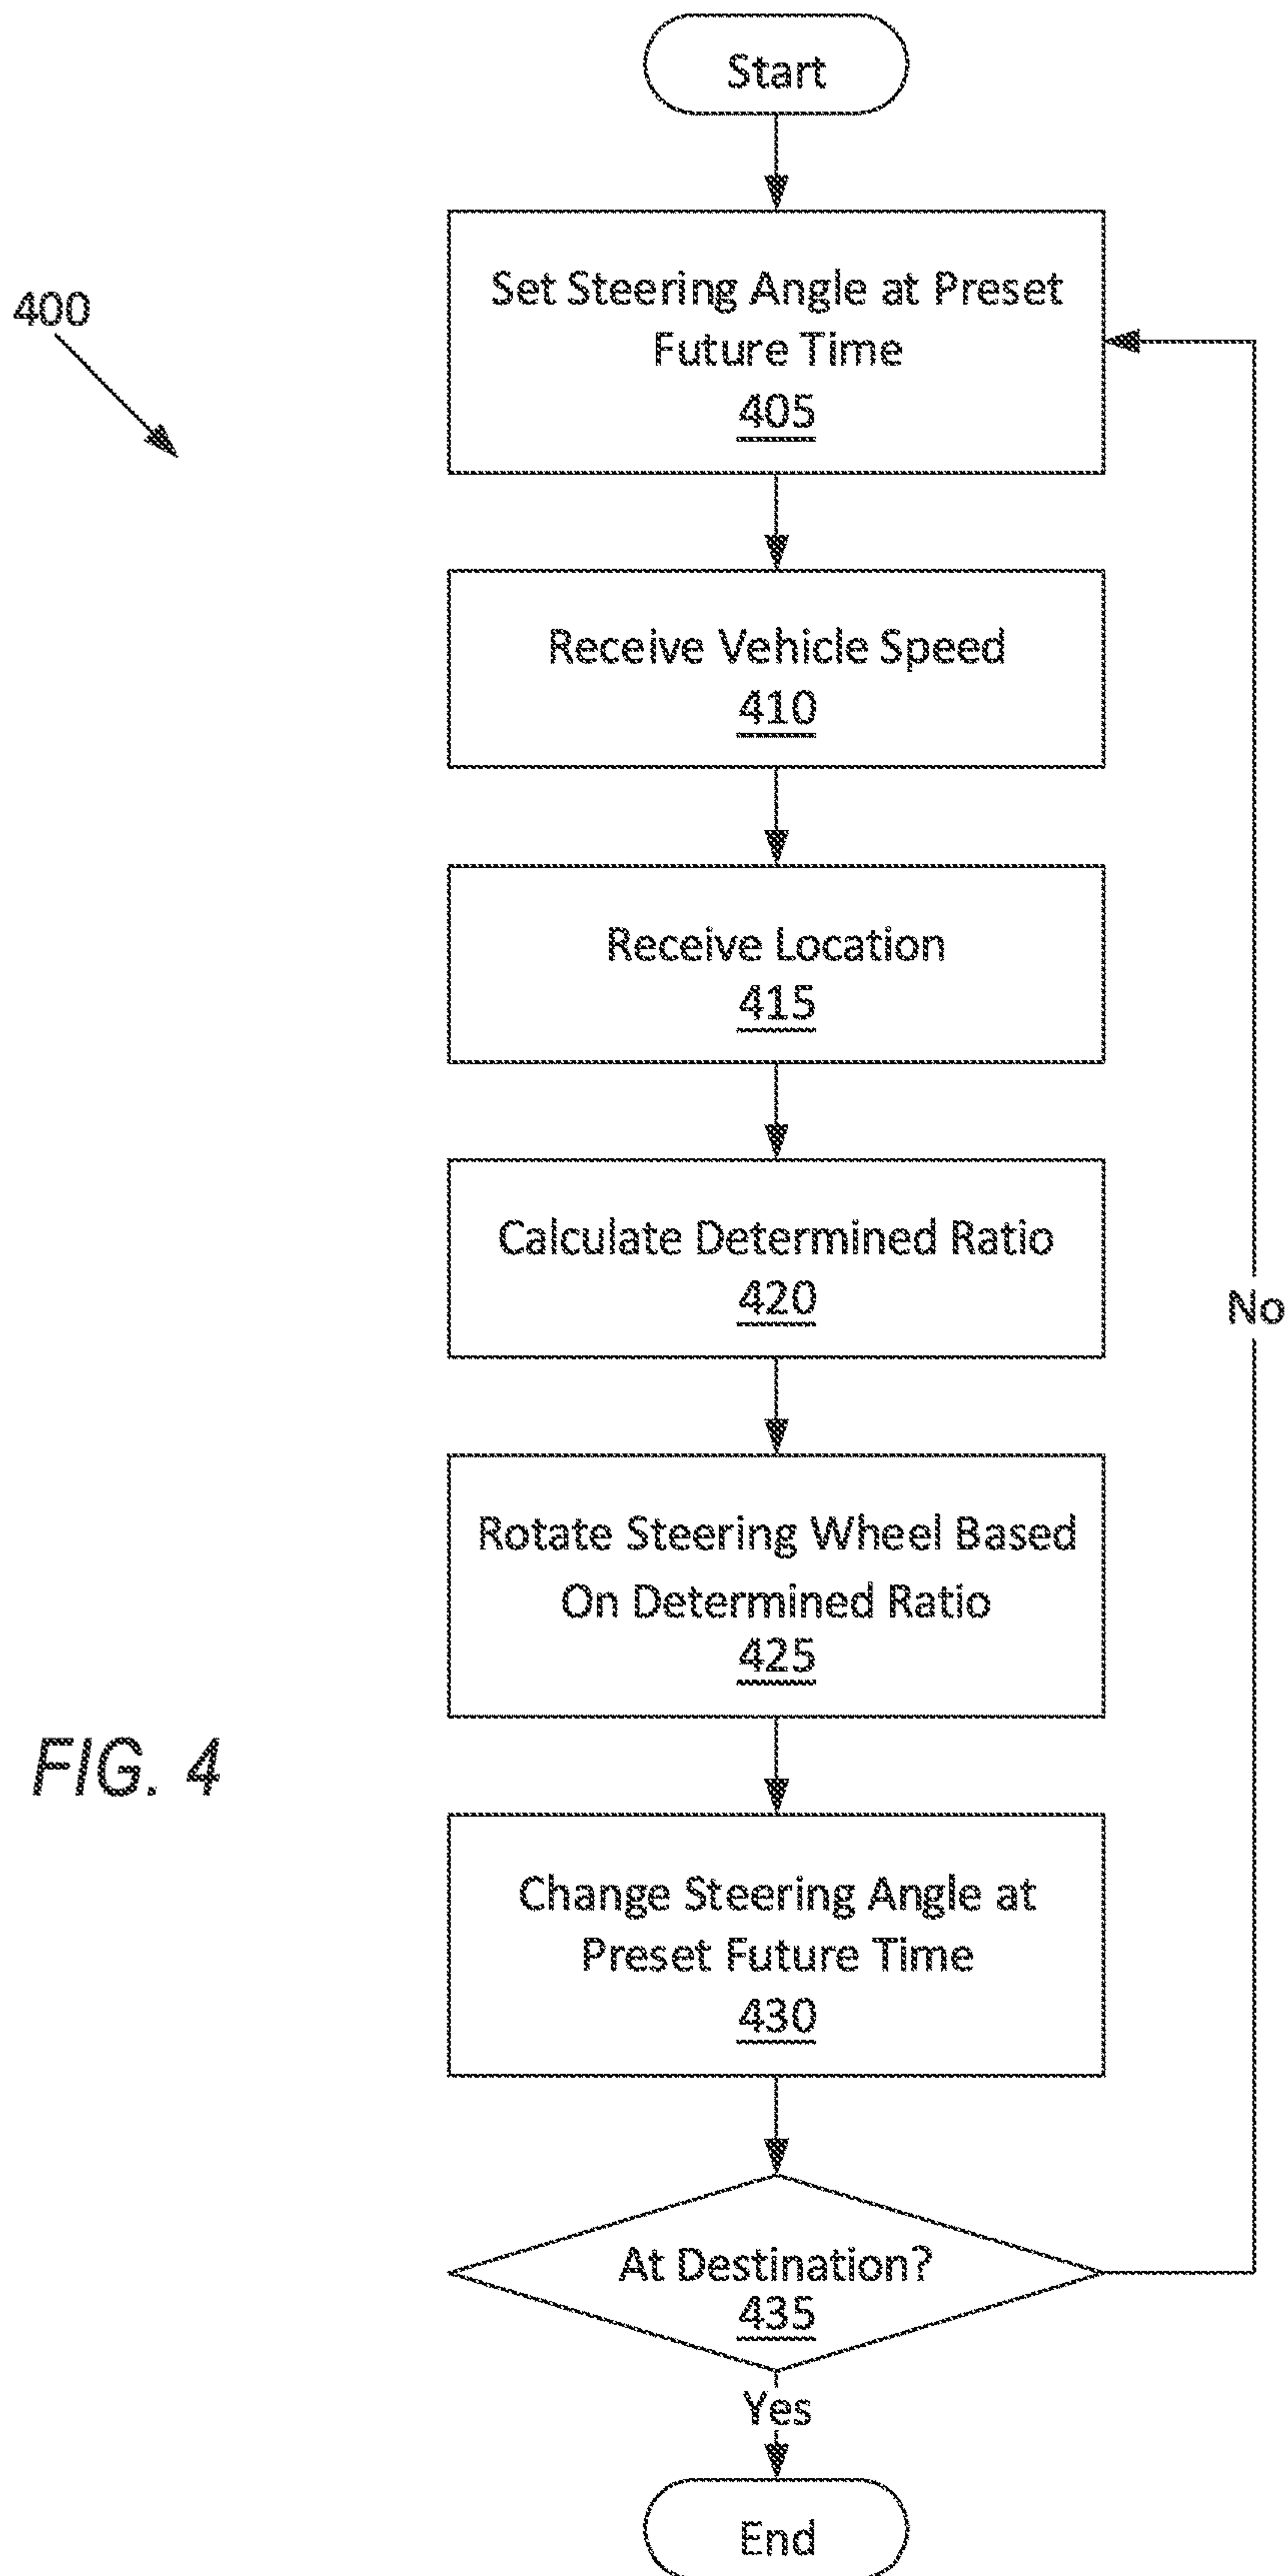 Start
400
Set Steering Angle at Preset
Future Time
405
Receive Vehicle Speed
410
Receive Location
415
Calculate Determined Ratio
420
No
Rotate Steering Wheel Based
On Determined Ratio
425
FIG. 4
Change Steering Angle at
Preset Future Time
430
At Destination?
435
Yes
End